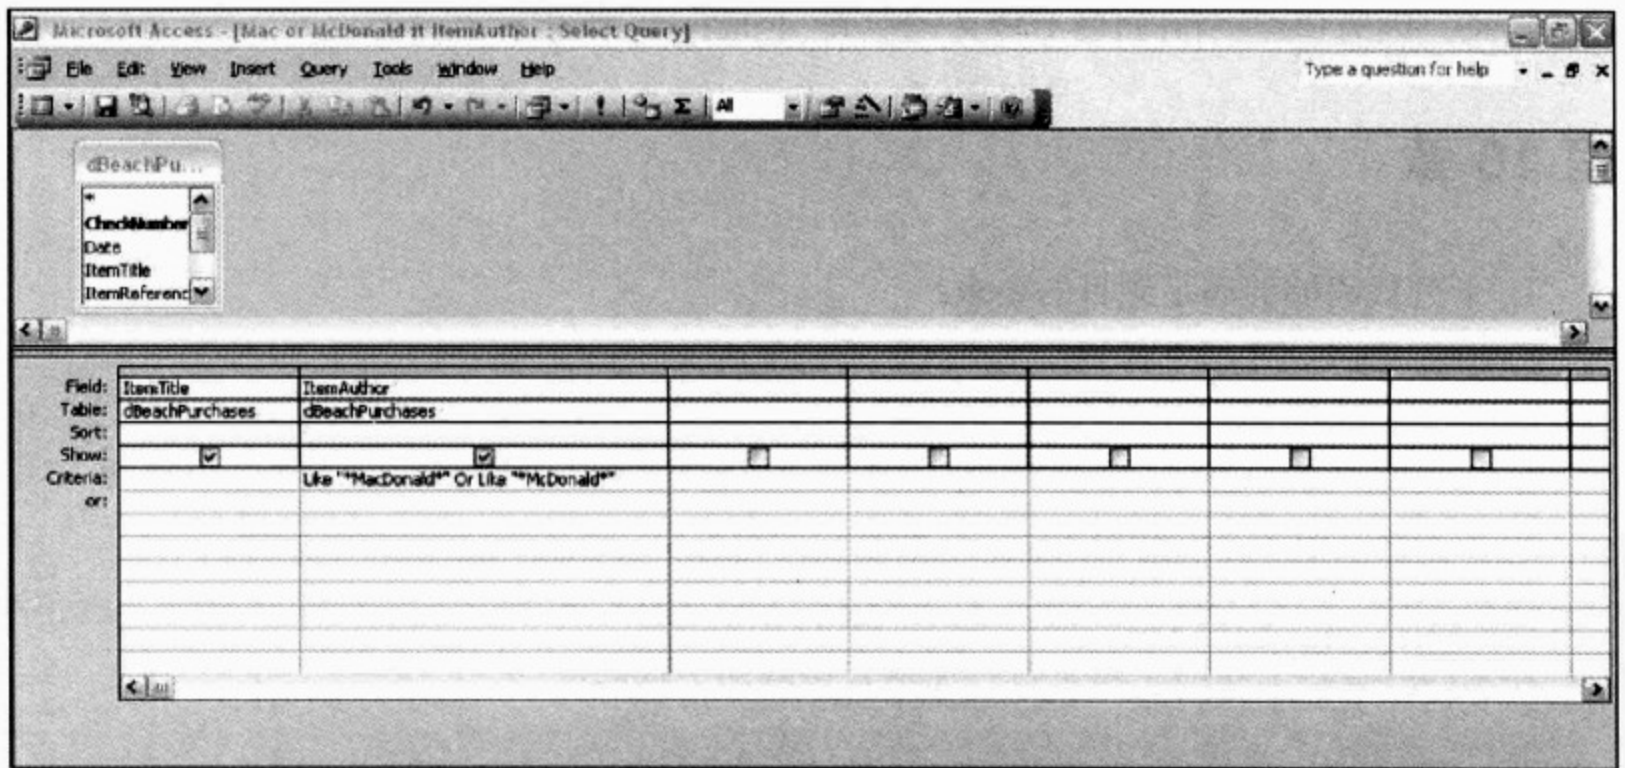 Microsoft Access - [Mac or McDonald n ItemAuthor : Select Query]
File Edit View Insert Query Tools Window Help Type a question for help
All
dBeachPu...
*
CheckNumber
Date
ItemTitle
ItemReferenc
Field: ItemTitle ItemAuthor
Table: dBeachPurchases dBeachPurchases
Sort:
Show:
Criteria: Like "*MacDonald*" Or Like "*McDonald*"
or: